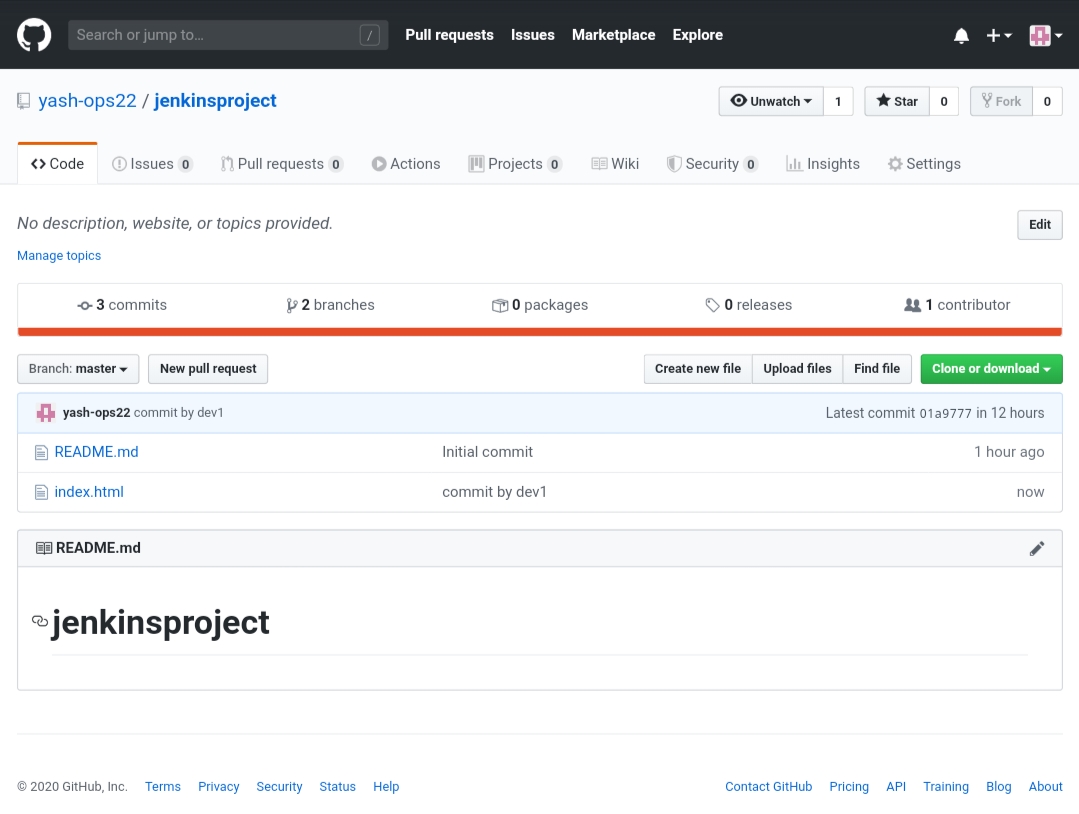 Search or jump to… / Pull requests Issues Marketplace Explore
yash-ops22 / jenkinsproject Unwatch 1 Star 0 Fork 0
Code Issues 0 Pull requests 0 Actions Projects 0 Wiki Security 0 Insights Settings
No description, website, or topics provided. Edit
Manage topics
3 commits 2 branches 0 packages 0 releases 1 contributor
Branch: master New pull request Create new file Upload files Find file Clone or download
yash-ops22 commit by dev1 Latest commit 01a9777 in 12 hours
README.md Initial commit 1 hour ago
index.html commit by dev1 now
README.md
jenkinsproject
© 2020 GitHub, Inc. Terms Privacy Security Status Help Contact GitHub Pricing API Training Blog About